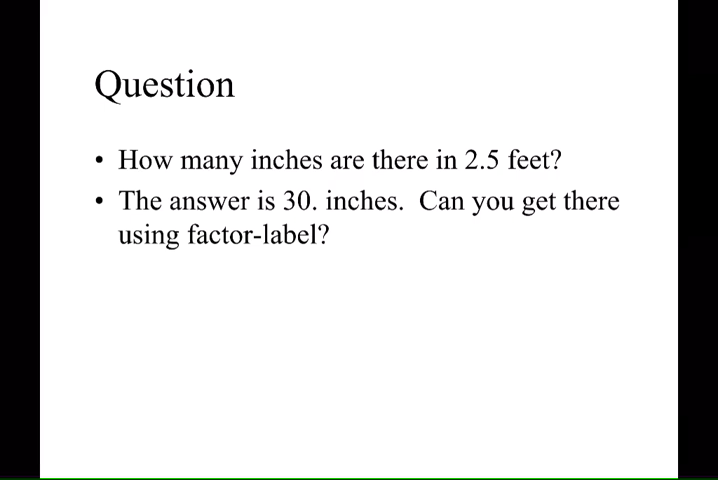 Question
• How many inches are there in 2.5 feet?
• The answer is 30. inches.  Can you get there
using factor-label?